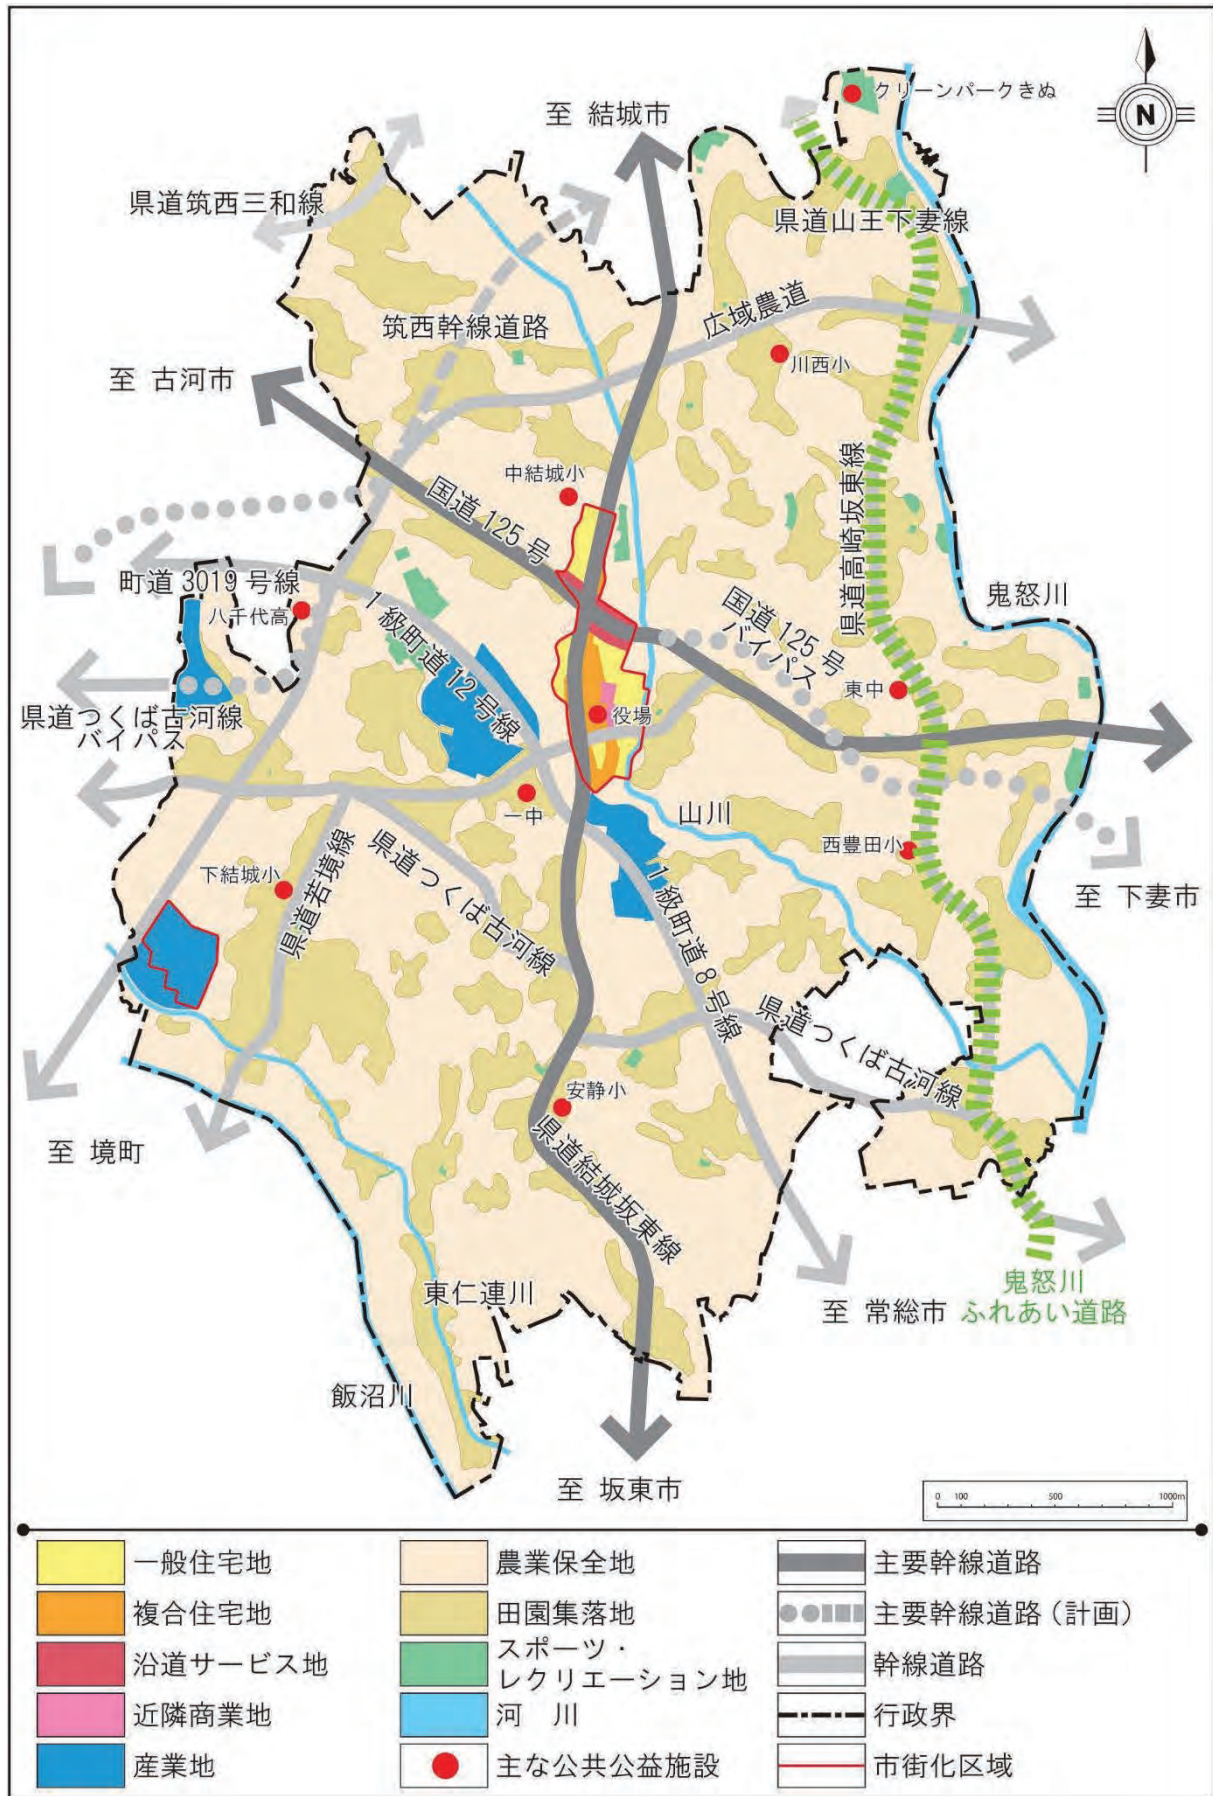 クリーンパークきぬ
N
至 結城市
県道筑西三和線
県道山王下妻線
広域農道
筑西幹線道路
川西小
至 古河市
中結城小
国道125号
県道高崎坂東線
町道3019号線
八千代高
1級町道12号線
国道125号
バイパス
鬼怒川
東中
県道つくば古河線
バイパス
役場
一中
山川
西豊田小
至 下妻市
下結城小
県道若境線
県道つくば古河線
1級町道8号線
県道つくば古河線
安静小
至 境町
県道結城坂東線
東仁連川
至 常総市
鬼怒川
ふれあい道路
飯沼川
至 坂東市
0 100 500 1000m
一般住宅地
複合住宅地
沿道サービス地
近隣商業地
産業地
農業保全地
田園集落地
スポーツ・
レクリエーション地
河 川
主な公共公益施設
主要幹線道路
主要幹線道路（計画）
幹線道路
行政界
市街化区域